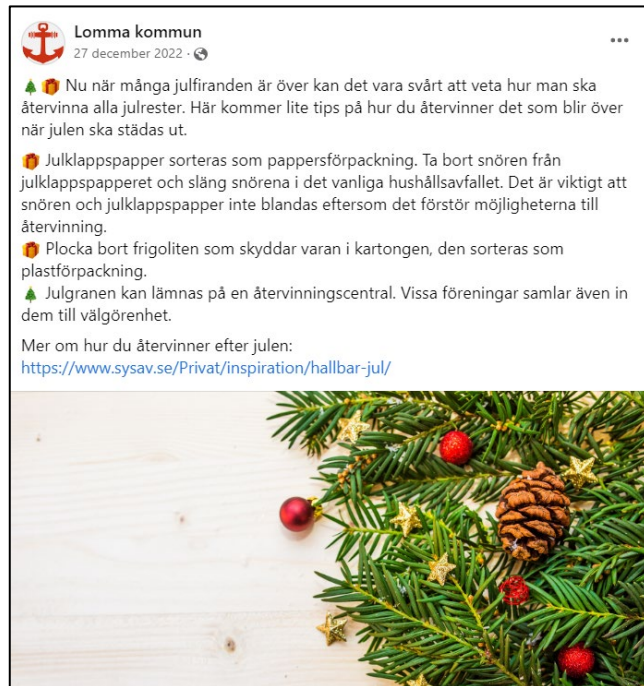 Lomma kommun
27 december 2022 ·
🎄🎁 Nu när många julfiranden är över kan det vara svårt att veta hur man ska
återvinna alla julrester. Här kommer lite tips på hur du återvinner det som blir över
när julen ska städas ut.
🎁 Julklappspapper sorteras som pappersförpackning. Ta bort snören från
julklappspapperet och släng snörena i det vanliga hushållsavfallet. Det är viktigt att
snören och julklappspapper inte blandas eftersom det förstör möjligheterna till
återvinning.
🎁 Plocka bort frigoliten som skyddar varan i kartongen, den sorteras som
plastförpackning.
🎄 Julgranen kan lämnas på en återvinningscentral. Vissa föreningar samlar även in
dem till välgörenhet.
Mer om hur du återvinner efter julen:
https://www.sysav.se/Privat/inspiration/hallbar-jul/